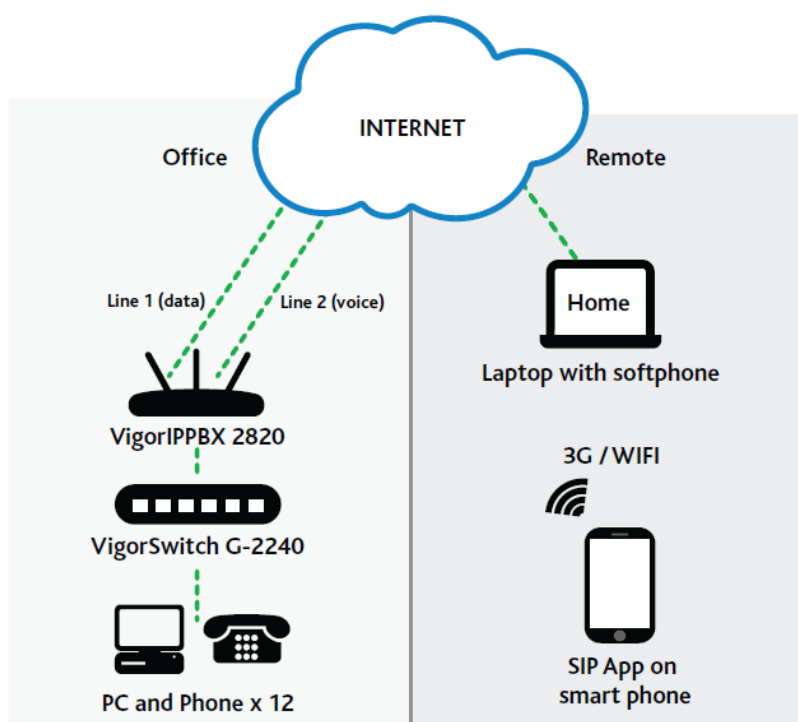 INTERNET
Office
Remote
Line 1 (data)
Line 2 (voice)
Home
Laptop with softphone
VigorIPPBX 2820
3G / WIFI
VigorSwitch G-2240
SIP App on
smart phone
PC and Phone x 12